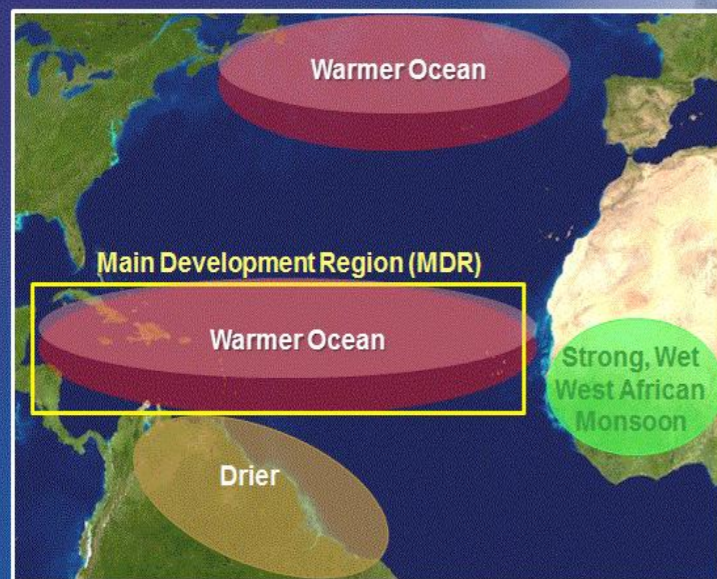 Warmer Ocean
Main Development Region (MDR)
Warmer Ocean
Strong, Wet
West African
Monsoon
Drier